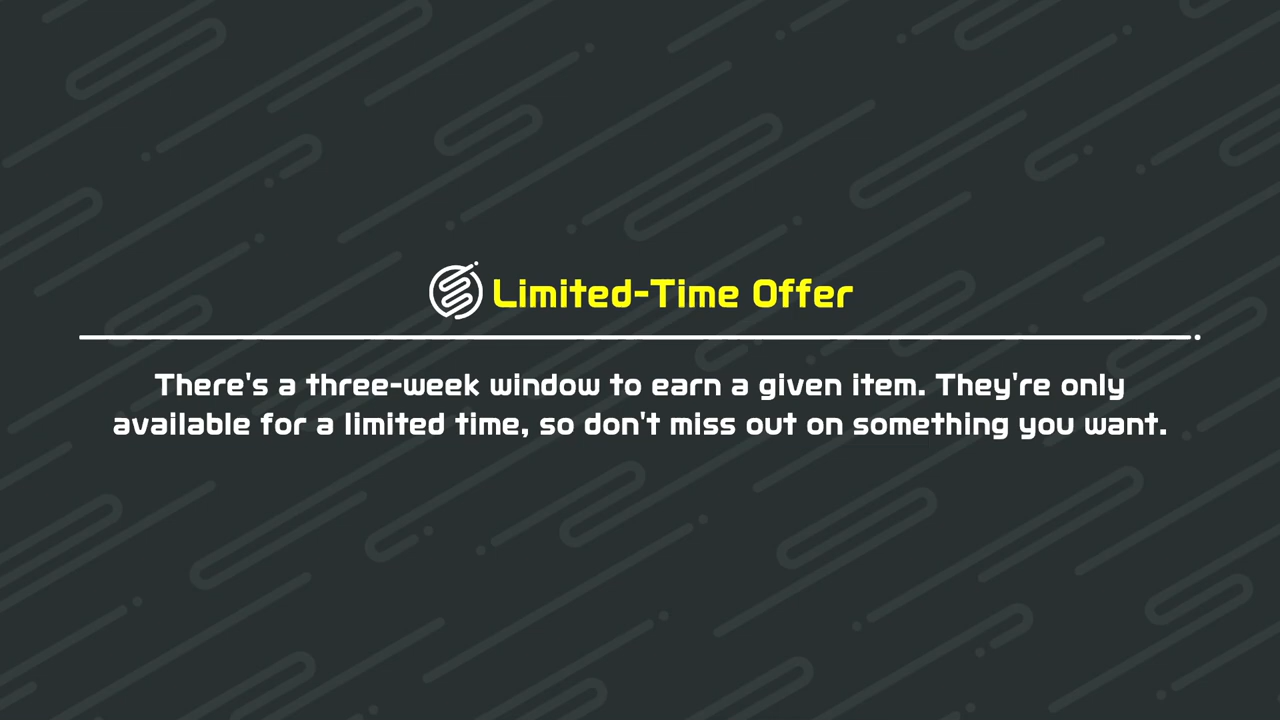 Limited-Time Offer
There's a three-week window to earn a given item. They're only
available for a limited time, so don't miss out on something you want.